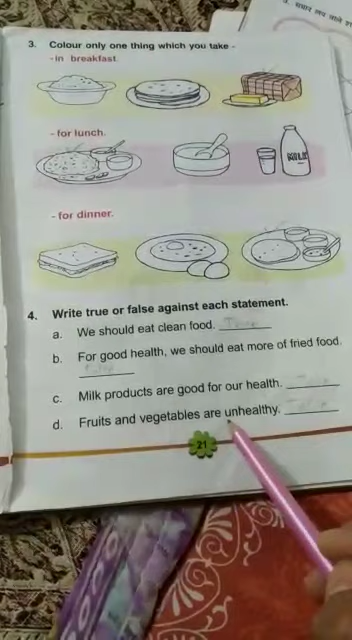 3. Colour only one thing which you take -
- in breakfast.
- for lunch.
MILK
- for dinner.
4. Write true or false against each statement.
a. We should eat clean food. True
b. For good health, we should eat more of fried food.
c. Milk products are good for our health.
d. Fruits and vegetables are unhealthy.
21